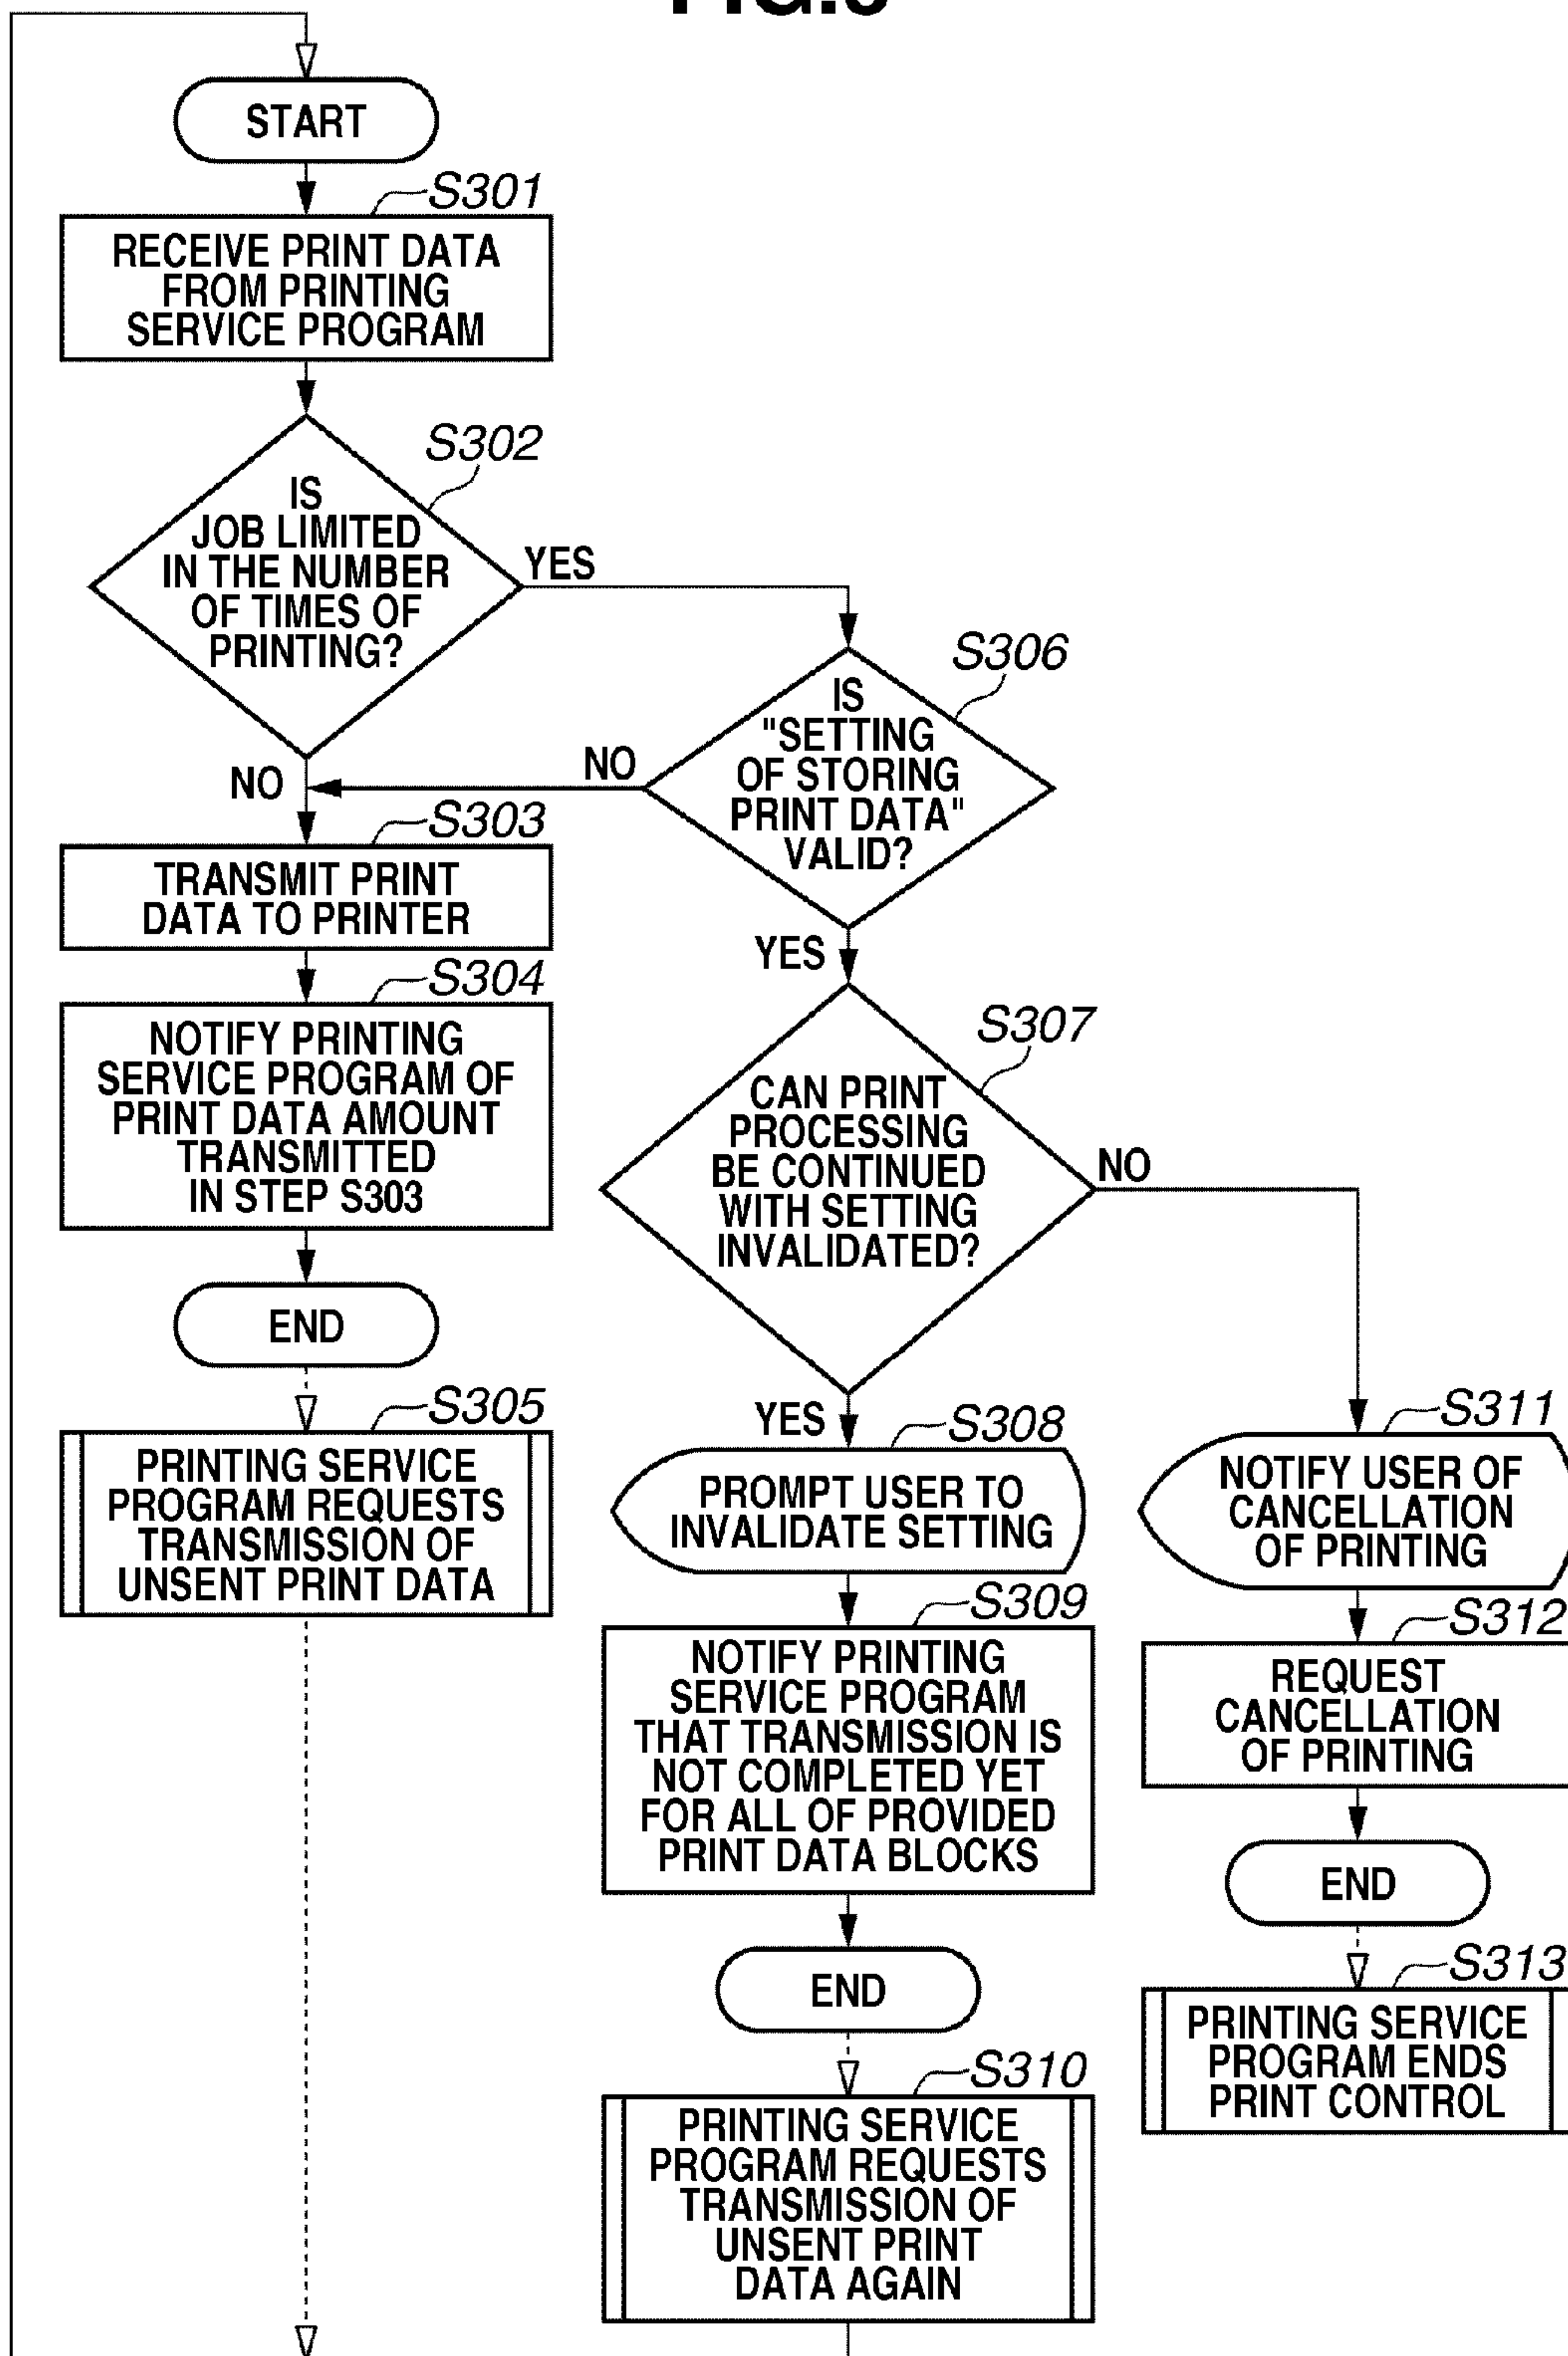 START
S301
RECEIVE PRINT DATA
FROM PRINTING
SERVICE PROGRAM
S302
IS
JOB LIMITED
IN THE NUMBER
OF TIMES OF
PRINTING?
YES
NO
S303
TRANSMIT PRINT
DATA TO PRINTER
S304
NOTIFY PRINTING
SERVICE PROGRAM OF
PRINT DATA AMOUNT
TRANSMITTED
IN STEP S303
END
S305
PRINTING SERVICE
PROGRAM REQUESTS
TRANSMISSION OF
UNSENT PRINT DATA
S306
IS
"SETTING
OF STORING
PRINT DATA"
VALID?
NO
YES
S307
CAN PRINT
PROCESSING
BE CONTINUED
WITH SETTING
INVALIDATED?
NO
YES
S308
PROMPT USER TO
INVALIDATE SETTING
S309
NOTIFY PRINTING
SERVICE PROGRAM
THAT TRANSMISSION IS
NOT COMPLETED YET
FOR ALL OF PROVIDED
PRINT DATA BLOCKS
END
S310
PRINTING SERVICE
PROGRAM REQUESTS
TRANSMISSION OF
UNSENT PRINT
DATA AGAIN
S311
NOTIFY USER OF
CANCELLATION
OF PRINTING
S312
REQUEST
CANCELLATION
OF PRINTING
END
S313
PRINTING SERVICE
PROGRAM ENDS
PRINT CONTROL